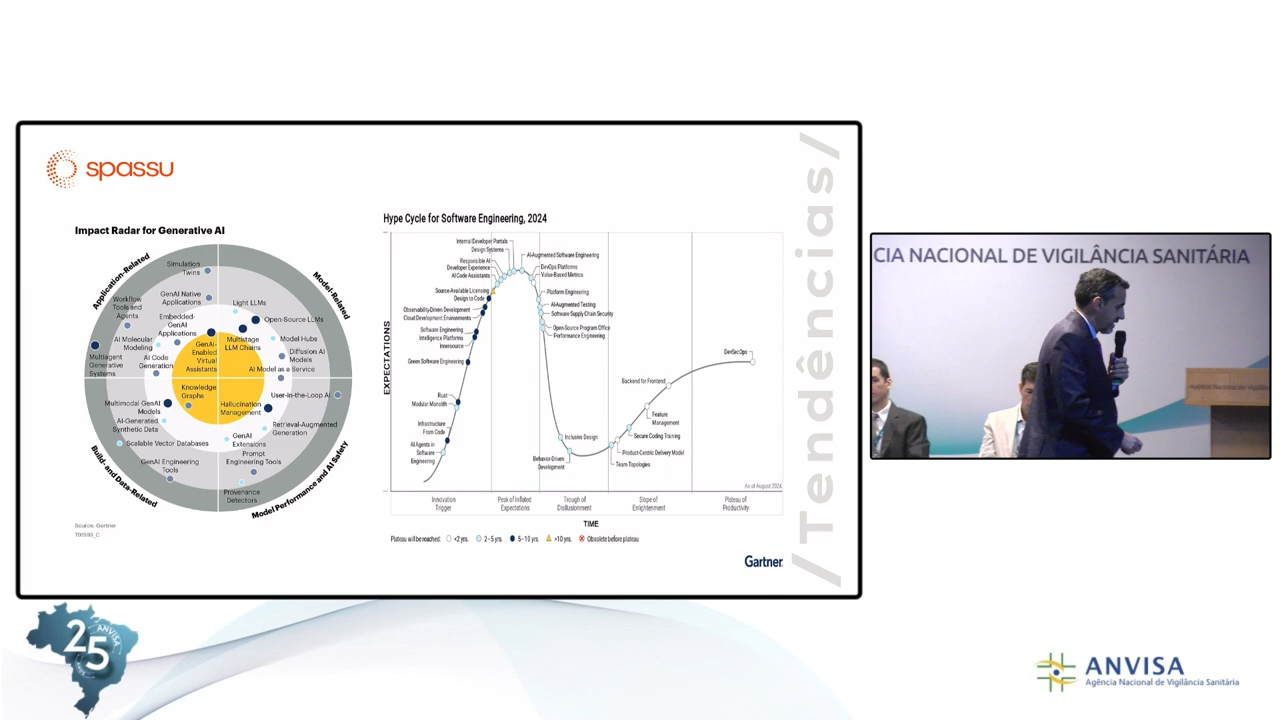 spassu
/Tendências/
Impact Radar for Generative AI
Application-Related
Model-Related
Build- and Data-Related
Model Performance and AI Safety
Simulation
Twins
GenAI Native
Applications
Workflow
Tools and
Agents
Embedded-
GenAI
Applications
AI Molecular
Modeling
Multiagent
Generative
Systems
AI Code
Generation
GenAI-
Enabled
Virtual
Assistants
Light LLMs
Open-Source LLMs
Multistage
LLM Chains
Model Hubs
Diffusion AI
Models
AI Model as a Service
Knowledge
Graphs
Multimodal GenAI
Models
AI-Generated
Synthetic Data
Scalable Vector Databases
GenAI Engineering
Tools
User-in-the-Loop AI
Hallucination
Management
Retrieval-Augmented
Generation
GenAI
Extensions
Prompt
Engineering Tools
Provenance
Detectors
Source: Gartner
791593_C
Hype Cycle for Software Engineering, 2024
EXPECTATIONS
Internal Developer Portals
Design Systems
Responsible AI
Developer Experience
AI Code Assistants
Source-Available Licensing
Design to Code
Observability-Driven Development
Cloud Development Environments
Software Engineering
Intelligence Platforms
Innersource
Green Software Engineering
Rust
Modular Monolith
Infrastructure
From Code
AI Agents in
Software
Engineering
AI-Augmented Software Engineering
DevOps Platforms
Value-Based Metrics
Platform Engineering
AI-Augmented Testing
Software Supply Chain Security
Open-Source Program Office
Performance Engineering
Inclusive Design
Behavior-Driven
Development
Team Topologies
Product-Centric Delivery Model
Secure Coding Training
Feature
Management
Backend for Frontend
DevSecOps
As of August 2024
Innovation
Trigger
Peak of Inflated
Expectations
Trough of
Disillusionment
Slope of
Enlightenment
Plateau of
Productivity
TIME
Plateau will be reached: <2 yrs. 2-5 yrs. 5-10 yrs. >10 yrs. Obsolete before plateau
Gartner
CIA NACIONAL DE VIGILÂNCIA SANITÁRIA
Agência Nacional de Vigilância
25
ANVISA
ANOS
ANVISA
Agência Nacional de Vigilância Sanitária